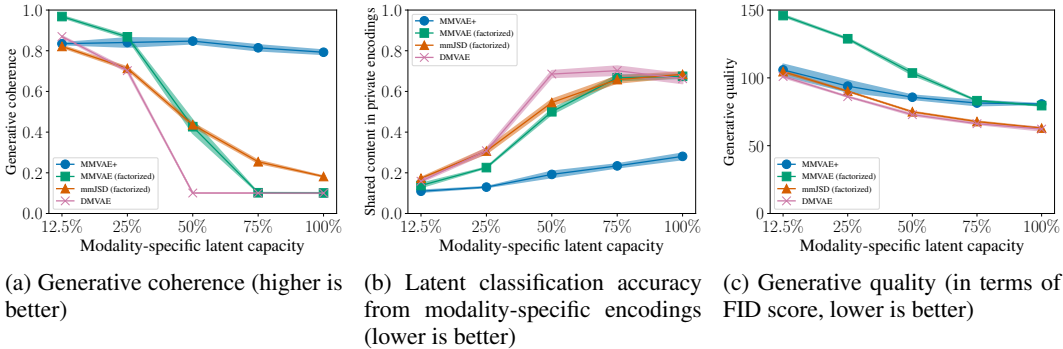 1.0
0.8
0.6
0.4
0.2
0.0
Generative coherence
MMVAE+
MMVAE (factorized)
mmJSD (factorized)
DMVAE
12.5% 25% 50% 75% 100%
Modality-specific latent capacity
(a) Generative coherence (higher is
better)
1.0
0.8
0.6
0.4
0.2
0.0
Shared content in private encodings
MMVAE+
MMVAE (factorized)
mmJSD (factorized)
DMVAE
12.5% 25% 50% 75% 100%
Modality-specific latent capacity
(b) Latent classification accuracy
from modality-specific encodings
(lower is better)
150
100
50
0
Generative quality
MMVAE+
MMVAE (factorized)
mmJSD (factorized)
DMVAE
12.5% 25% 50% 75% 100%
Modality-specific latent capacity
(c) Generative quality (in terms of
FID score, lower is better)